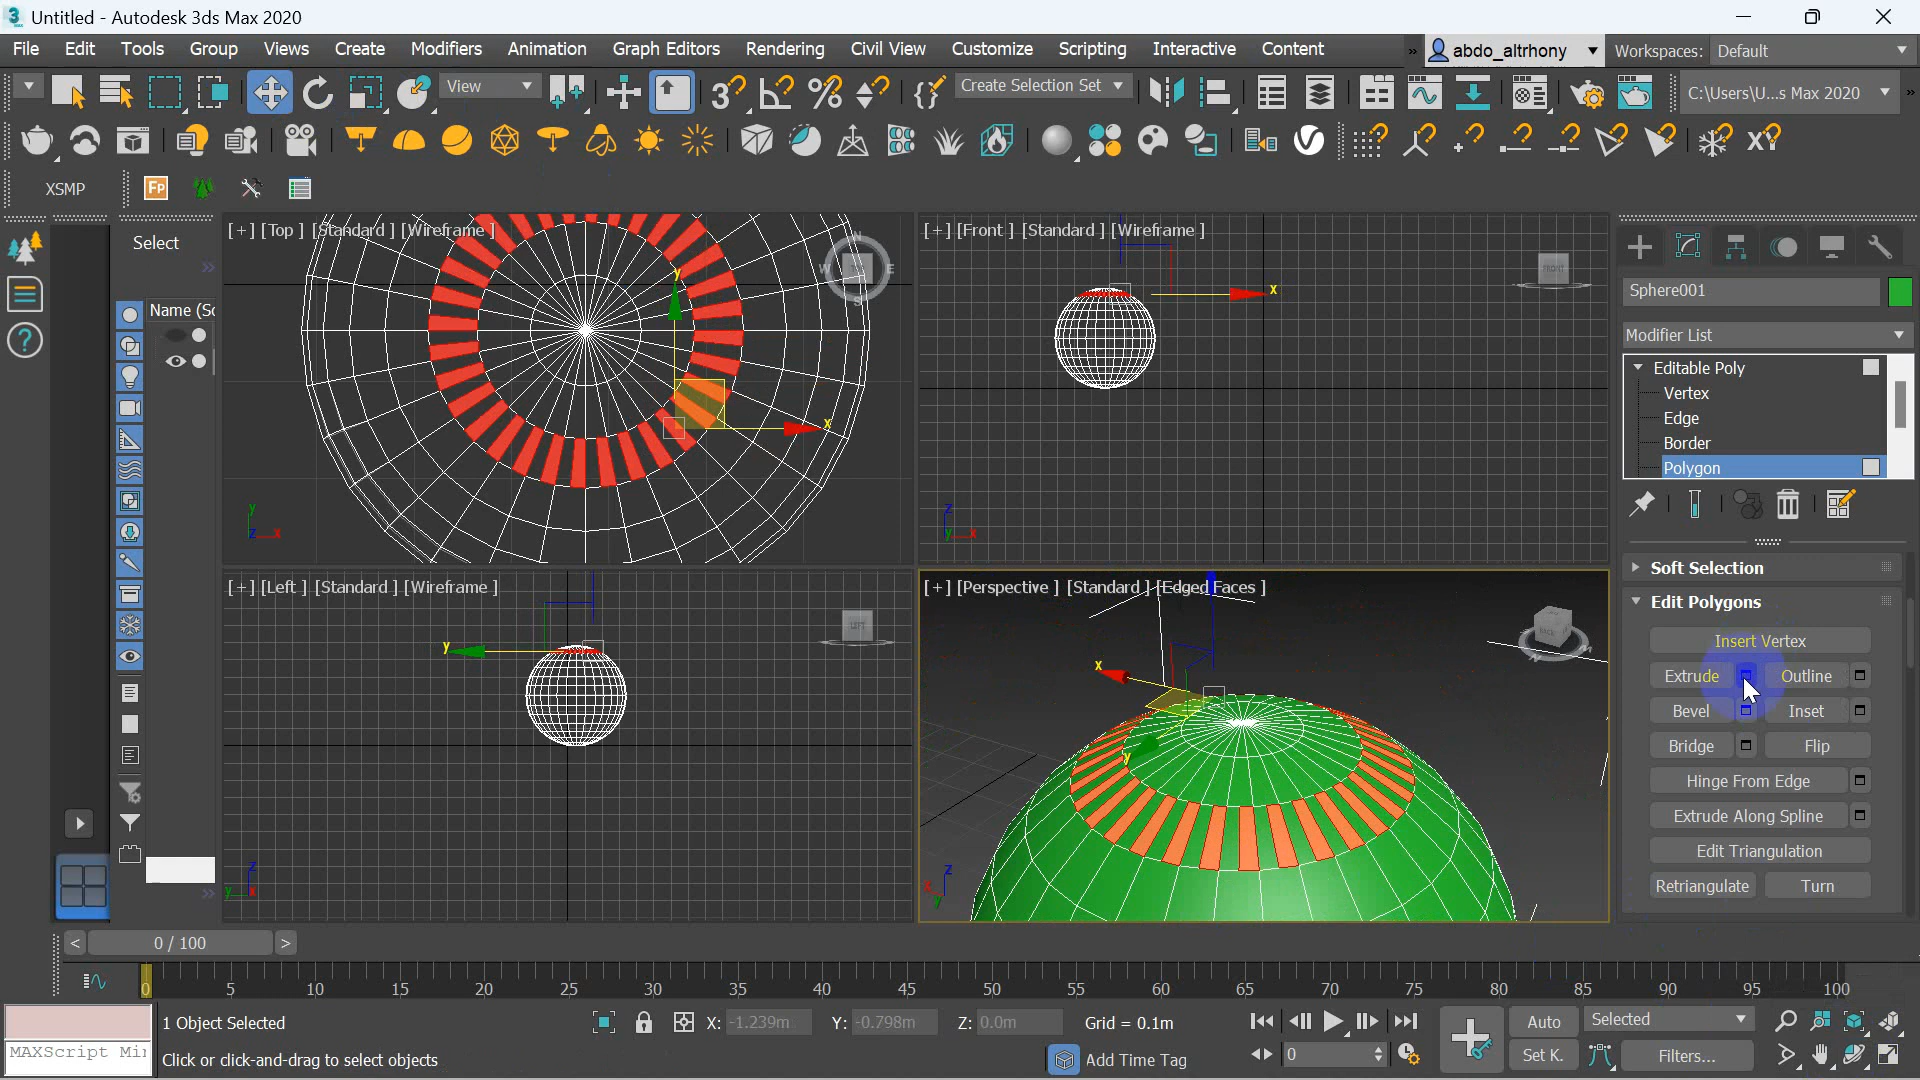 Untitled - Autodesk 3ds Max 2020
File Edit Tools Group Views Create Modifiers Animation Graph Editors Rendering Civil View Customize Scripting Interactive Content
abdo_altrhony Workspaces: Default
View Create Selection Set C:\Users\U...s Max 2020
XSMP
Select
Name (Sc
[+] [Top ] [Standard ] [Wireframe ]
[+] [Front ] [Standard ] [Wireframe ]
[+] [Left ] [Standard ] [Wireframe ]
[+] [Perspective ] [Standard ] [Edged Faces ]
N
W
E
S
FRONT
LEFT
BACK
y
x
x
y
x
y
z
y
x
z
y
x
z
y
x
z
x
y
Sphere001
Modifier List
Editable Poly
Vertex
Edge
Border
Polygon
Soft Selection
Edit Polygons
Insert Vertex
Extrude Outline
Bevel Inset
Bridge Flip
Hinge From Edge
Extrude Along Spline
Edit Triangulation
Retriangulate Turn
< 0 / 100 >
0 5 10 15 20 25 30 35 40 45 50 55 60 65 70 75 80 85 90 95 100
1 Object Selected X: -1.239m Y: -0.798m Z: 0.0m Grid = 0.1m Auto Selected
MAXScript Mi Click or click-and-drag to select objects Add Time Tag 0 Set K. Filters...